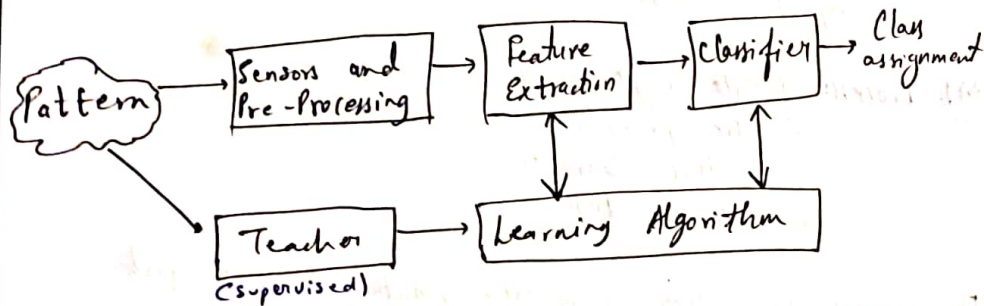 Pattern
Sensors and
Pre-Processing
Feature
Extraction
Classifier
Class
assignment
Teacher
(supervised)
Learning Algorithm